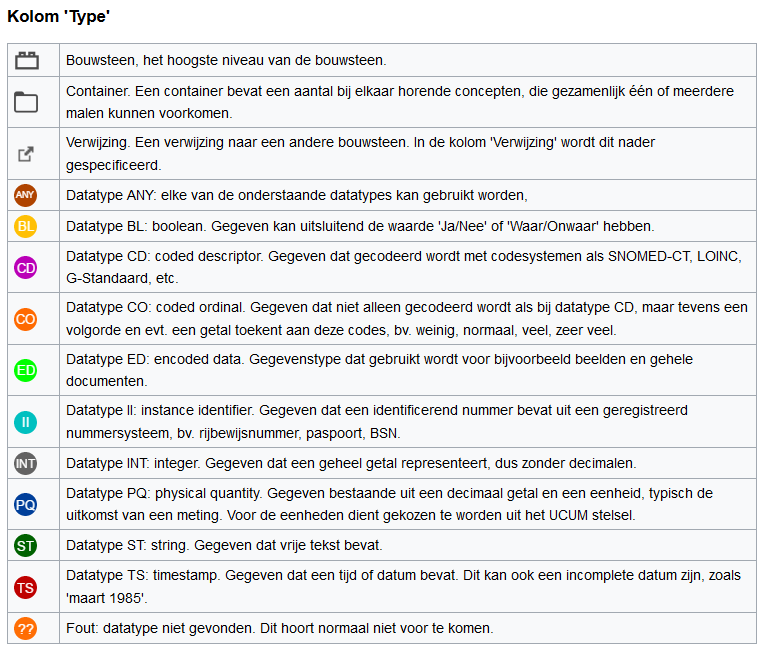 Kolom 'Type'
Bouwsteen, het hoogste niveau van de bouwsteen.
Container. Een container bevat een aantal bij elkaar horende concepten, die gezamenlijk één of meerdere
malen kunnen voorkomen.
Verwijzing. Een verwijzing naar een andere bouwsteen. In de kolom 'Verwijzing' wordt dit nader
gespecificeerd.
ANY Datatype ANY: elke van de onderstaande datatypes kan gebruikt worden,
BL Datatype BL: boolean. Gegeven kan uitsluitend de waarde 'Ja/Nee' of 'Waar/Onwaar' hebben.
CD Datatype CD: coded descriptor. Gegeven dat gecodeerd wordt met codesystemen als SNOMED-CT, LOINC,
G-Standaard, etc.
CO Datatype CO: coded ordinal. Gegeven dat niet alleen gecodeerd wordt als bij datatype CD, maar tevens een
volgorde en evt. een getal toekent aan deze codes, bv. weinig, normaal, veel, zeer veel.
ED Datatype ED: encoded data. Gegevenstype dat gebruikt wordt voor bijvoorbeeld beelden en gehele
documenten.
II Datatype II: instance identifier. Gegeven dat een identificerend nummer bevat uit een geregistreerd
nummersysteem, bv. rijbewijsnummer, paspoort, BSN.
INT Datatype INT: integer. Gegeven dat een geheel getal representeert, dus zonder decimalen.
PQ Datatype PQ: physical quantity. Gegeven bestaande uit een decimaal getal en een eenheid, typisch de
uitkomst van een meting. Voor de eenheden dient gekozen te worden uit het UCUM stelsel.
ST Datatype ST: string. Gegeven dat vrije tekst bevat.
TS Datatype TS: timestamp. Gegeven dat een tijd of datum bevat. Dit kan ook een incomplete datum zijn, zoals
'maart 1985'.
?? Fout: datatype niet gevonden. Dit hoort normaal niet voor te komen.